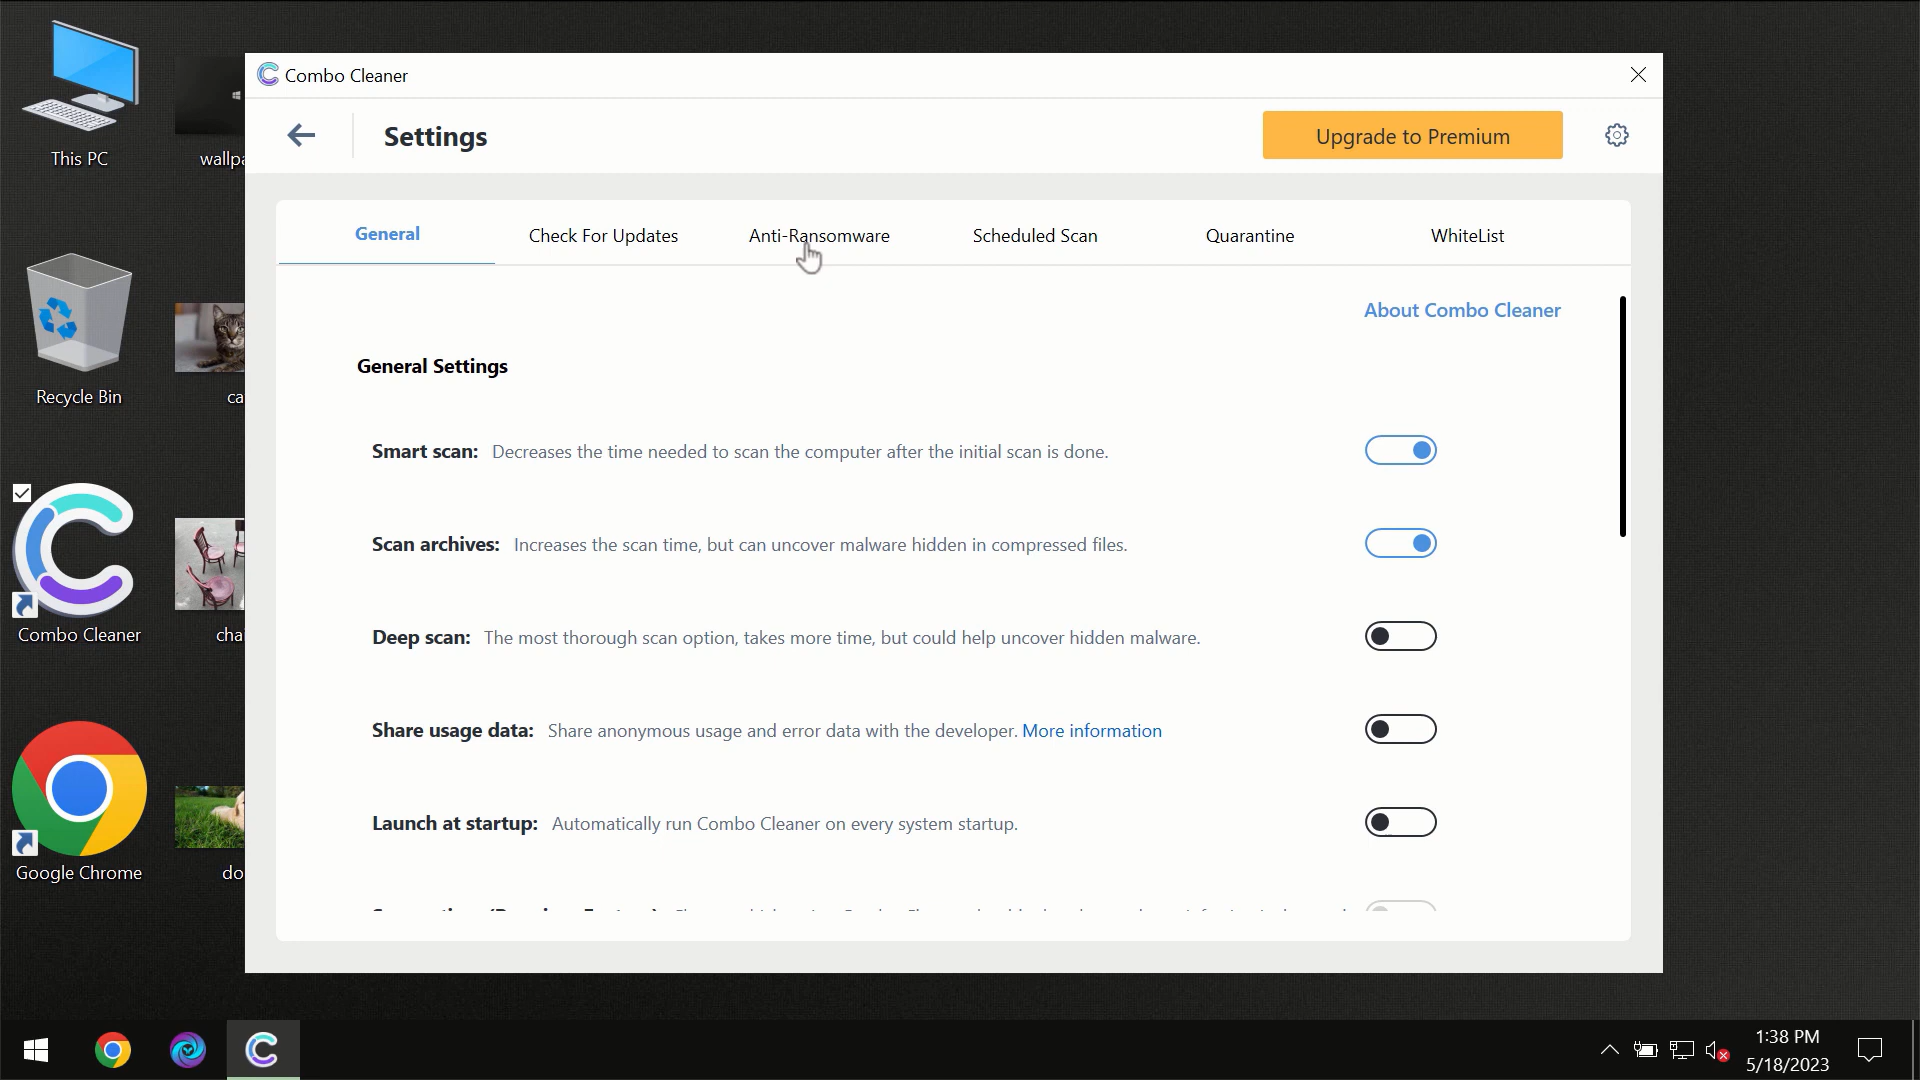 Combo Cleaner
Settings
Upgrade to Premium
General
Check For Updates
Anti-Ransomware
Scheduled Scan
Quarantine
WhiteList
About Combo Cleaner
General Settings
Smart scan: Decreases the time needed to scan the computer after the initial scan is done.
Scan archives: Increases the scan time, but can uncover malware hidden in compressed files.
Deep scan: The most thorough scan option, takes more time, but could help uncover hidden malware.
Share usage data: Share anonymous usage and error data with the developer. More information
Launch at startup: Automatically run Combo Cleaner on every system startup.
This PC
wallpa
Recycle Bin
ca
Combo Cleaner
cha
Google Chrome
do
1:38 PM
5/18/2023